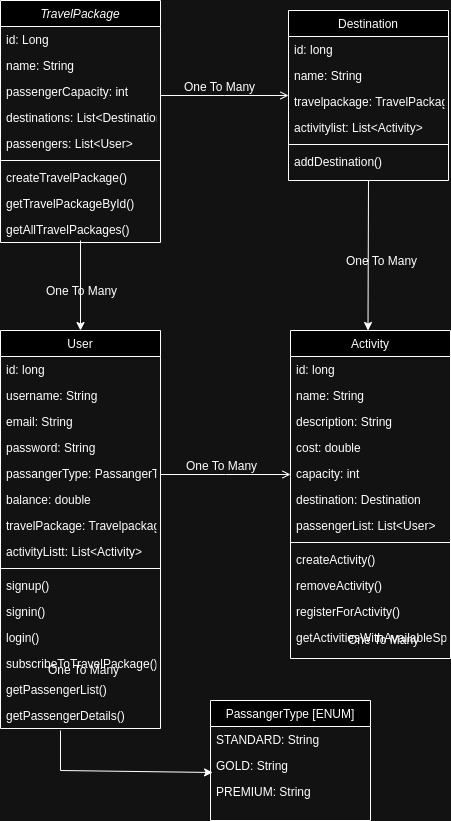 TravelPackage
id: Long
name: String
passengerCapacity: int
destinations: List<Destination
passengers: List<User>
createTravelPackage()
getTravelPackageById()
getAllTravelPackages()
One To Many
Destination
id: long
name: String
travelpackage: TravelPackag
activitylist: List<Activity>
addDestination()
One To Many
One To Many
User
id: long
username: String
email: String
password: String
passangerType: PassangerT
balance: double
travelPackage: Travelpackag
activityListt: List<Activity>
signup()
signin()
login()
subscribeToTravelPackage()
One To Many
getPassengerList()
getPassengerDetails()
One To Many
Activity
id: long
name: String
description: String
cost: double
capacity: int
destination: Destination
passengerList: List<User>
createActivity()
removeActivity()
registerForActivity()
getActivitiesWithAvailableSp
One To Many
PassangerType [ENUM]
STANDARD: String
GOLD: String
PREMIUM: String